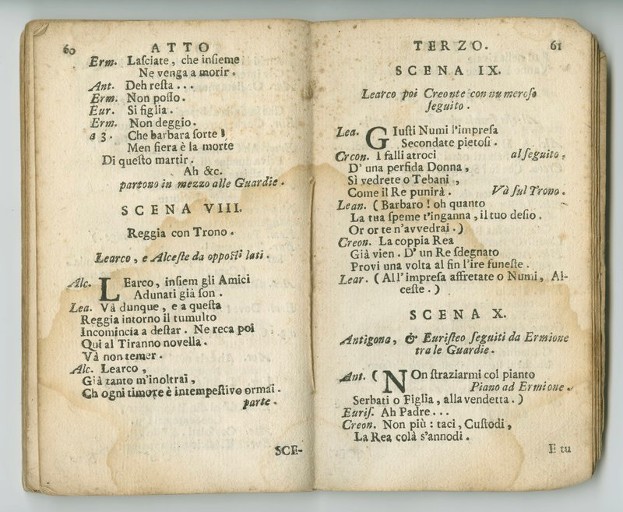 60 ATTO
Erm. Laſciate, che inſieme
Ne venga a morir.
Ant. Deh reſta...
Erm. Non poſſo.
Eur. Si figlia.
Erm. Non deggio.
a 3. Che barbara ſorte!
Men fiera è la morte
Di queſto martir.
Ah &c.
partono in mezzo alle Guardie.
SCENA VIII.
Reggia con Trono.
Learco, e Alceſte da oppoſti lati.
Alc. LEarco, inſiem gli Amici
Adunati già ſon.
Lea. Và dunque, e a queſta
Reggia intorno il tumulto
Incomincia a deſtar. Ne reca poi
Qui al Tiranno novella.
Và non temer.
Alc. Learco,
Già tanto m'inoltrai,
Ch ogni timore è intempeſtivo ormai.
parte.
SCE-
TERZO. 61
SCENA IX.
Learco poi Creonte con numeroſo
ſeguito.
Lea. GIuſti Numi l'impreſa
Secondate pietoſi.
Creon. I falli atroci al ſeguito.
D' una perfida Donna,
Sì vedrete o Tebani,
Come il Re punirà. Và ſul Trono.
Lean. (Barbaro! oh quanto
La tua ſpeme t'inganna, il tuo deſio.
Or or te n'avvedrai.)
Creon. La coppia Rea
Già vien. D' un Re ſdegnato
Provi una volta al fin l'ire funeſte.
Lear. (All' impreſa affretate o Numi, Al-
ceſte.)
SCENA X.
Antigona, & Euriſteo ſeguiti da Ermione
tra le Guardie.
Ant. (NOn ſtraziarmi col pianto
Piano ad Ermione.
Serbati o Figlia, alla vendetta.)
Euriſ. Ah Padre...
Creon. Non più: taci, Cuſtodi,
La Rea colà s'annodi.
E tu